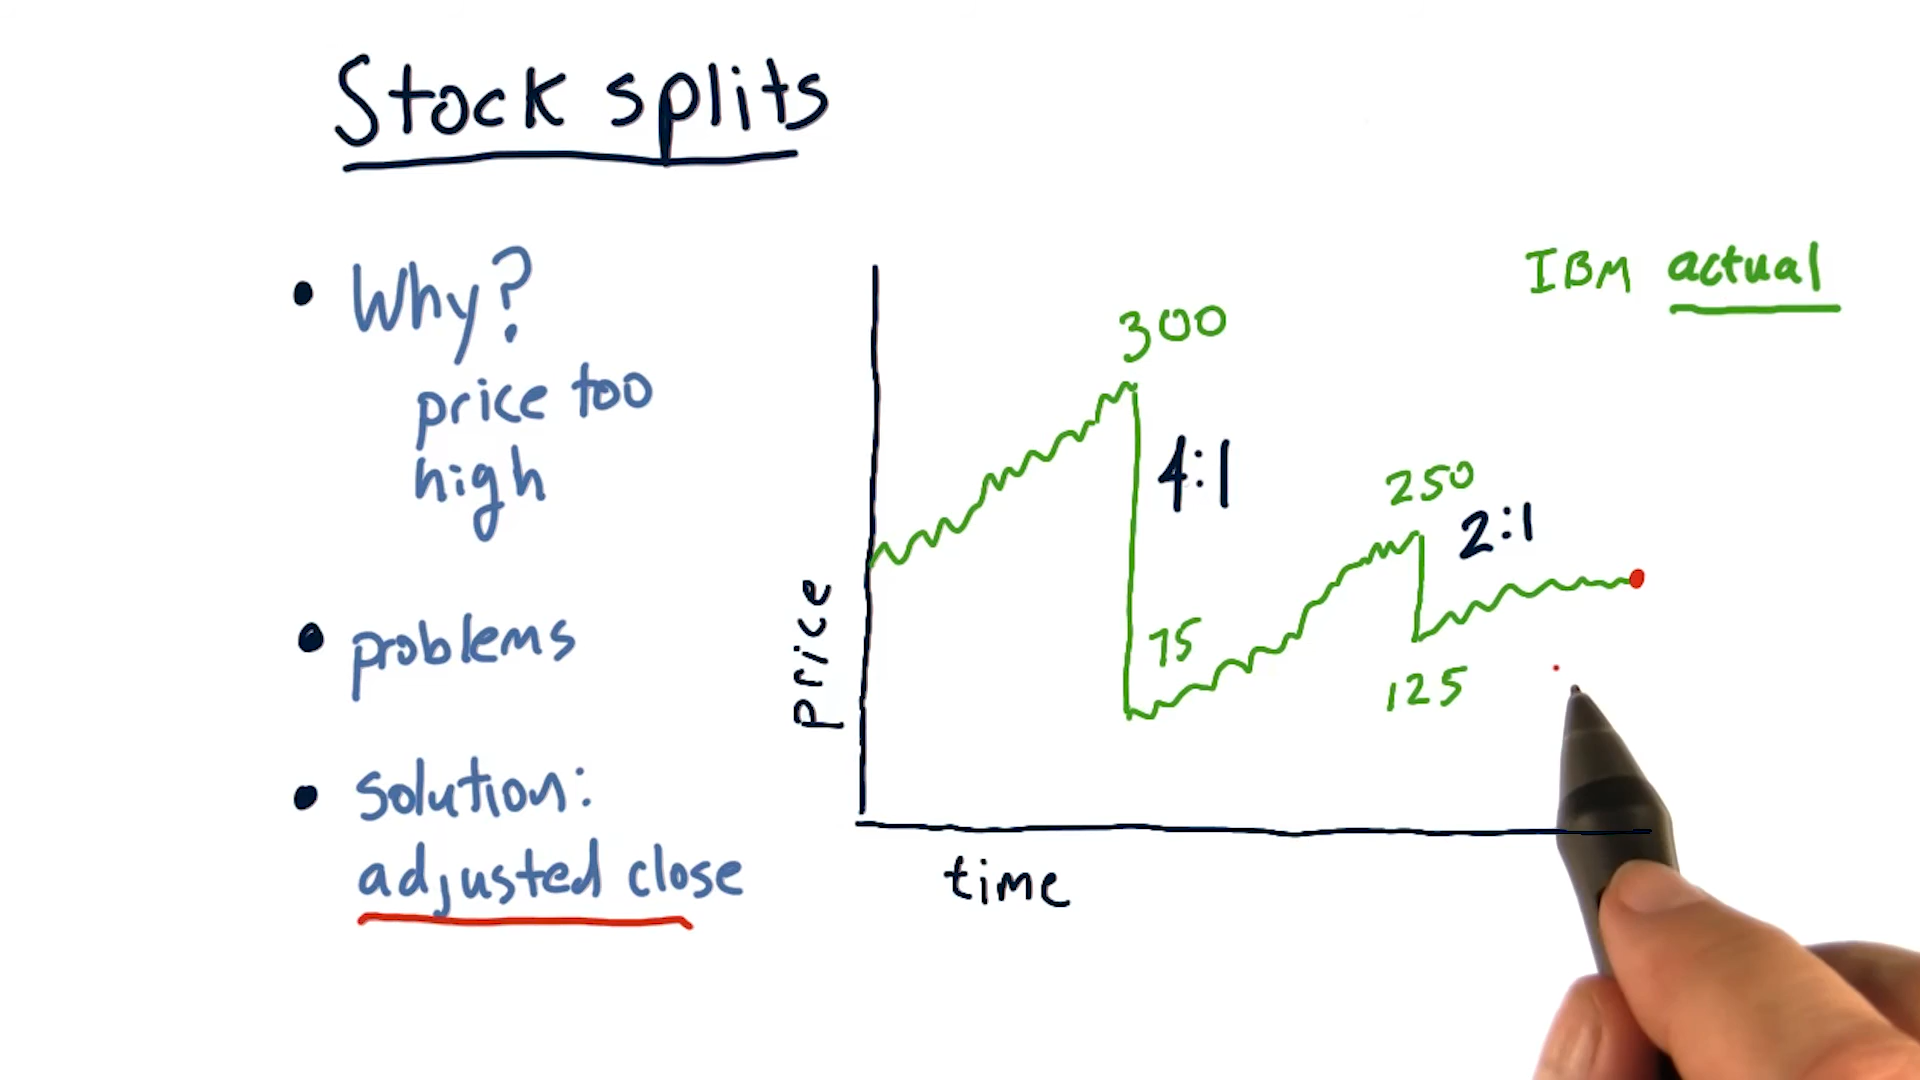 Stock splits
• Why?
price too
high
• problems
• solution:
adjusted close
IBM actual
300
4:1
250
2:1
75
125
price
time